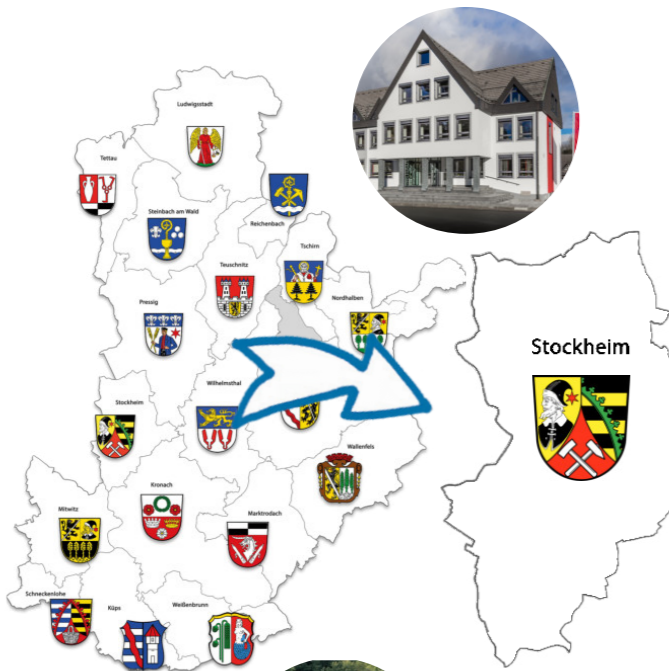 Ludwigsstadt
Tettau
Steinbach am Wald
Reichenbach
Tschirn
Teuschnitz
Nordhalben
Pressig
Stockheim
Wilhelmsthal
Stockheim
Wallenfels
Kronach
Mitwitz
Marktrodach
Schneckenlohe
Küps
Weißenbrunn